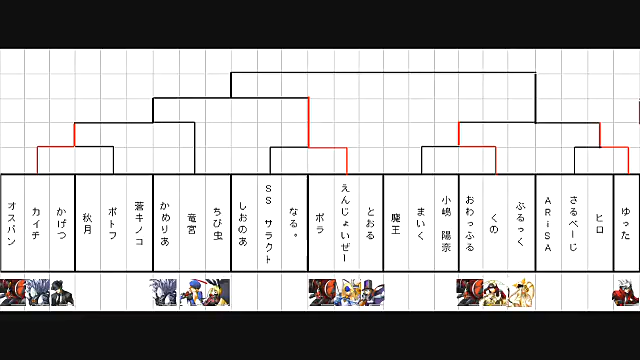 オスパン
カイチ
かげつ
秋月
ポトフ
蒼キノコ
かめりあ
竜宮
ちび虫
しおのあ
SS サラクト
なる。
ポラ
えんじょいぜー
とおる
魔王
まいく
小嶋 陽奈
おわっふる
くの
ふるっく
ARiSA
さるべーじ
ヒロ
ゆった